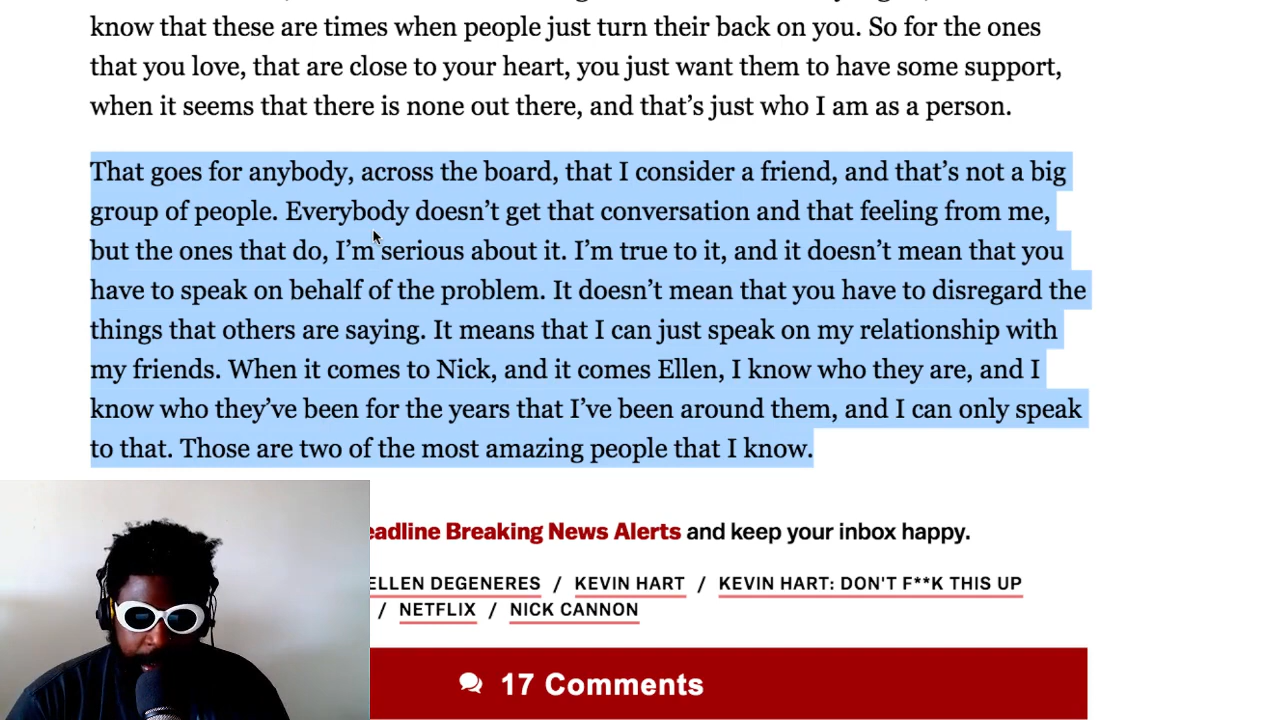 know that these are times when people just turn their back on you. So for the ones
that you love, that are close to your heart, you just want them to have some support,
when it seems that there is none out there, and that’s just who I am as a person.
That goes for anybody, across the board, that I consider a friend, and that’s not a big
group of people. Everybody doesn’t get that conversation and that feeling from me,
but the ones that do, I’m serious about it. I’m true to it, and it doesn’t mean that you
have to speak on behalf of the problem. It doesn’t mean that you have to disregard the
things that others are saying. It means that I can just speak on my relationship with
my friends. When it comes to Nick, and it comes Ellen, I know who they are, and I
know who they’ve been for the years that I’ve been around them, and I can only speak
to that. Those are two of the most amazing people that I know.
eadline Breaking News Alerts and keep your inbox happy.
ELLEN DEGENERES / KEVIN HART / KEVIN HART: DON'T F**K THIS UP
/ NETFLIX / NICK CANNON
17 Comments